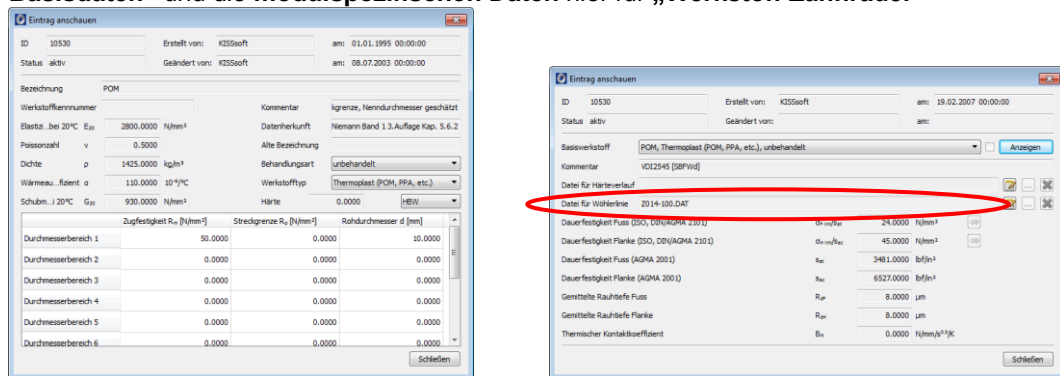 Basisdaten" und die modulspezifischen Daten hier für „Werkstoff Zahnräder"
Eintrag anschauen
ID 10530 Erstellt von: KISSsoft am: 01.01.1995 00:00:00
Status aktiv Geändert von: KISSsoft am: 08.07.2003 00:00:00
Bezeichnung POM
Werkstoffkennnummer Kommentar kgrenze, Nenndurchmesser geschätzt
Elastizi...bei 20°C E₂₀ 2800.0000 N/mm² Datenherkunft Niemann Band 1 3.Auflage Kap. 5.6.2
Poissonzahl ν 0.5000 Alte Bezeichnung
Dichte ρ 1425.0000 kg/m³ Behandlungsart unbehandelt
Wärmeau...fizient α 110.0000 10⁻⁶/°C Werkstofftyp Thermoplast (POM, PPA, etc.)
Schubm...i 20°C G₂₀ 930.0000 N/mm² Härte 0.0000 HBW
Zugfestigkeit Rₘ [N/mm²] Streckgrenze Rₚ [N/mm²] Rohdurchmesser d [mm]
Durchmesserbereich 1 50.0000 0.0000 10.0000
Durchmesserbereich 2 0.0000 0.0000 0.0000
Durchmesserbereich 3 0.0000 0.0000 0.0000
Durchmesserbereich 4 0.0000 0.0000 0.0000
Durchmesserbereich 5 0.0000 0.0000 0.0000
Durchmesserbereich 6 0.0000 0.0000 0.0000
Schließen
Eintrag anschauen
ID 10530 Erstellt von: KISSsoft am: 19.02.2007 00:00:00
Status aktiv Geändert von: am:
Basiswerkstoff POM, Thermoplast (POM, PPA, etc.), unbehandelt Anzeigen
Kommentar VDI2545 [SBFWd]
Datei für Härteverlauf
Datei für Wöhlerlinie Z014-100.DAT
Dauerfestigkeit Fuss (ISO, DIN/AGMA 2101) 24.0000 N/mm²
Dauerfestigkeit Flanke (ISO, DIN/AGMA 2101) 45.0000 N/mm²
Dauerfestigkeit Fuss (AGMA 2001) 3481.0000 lbf/in²
Dauerfestigkeit Flanke (AGMA 2001) 6527.0000 lbf/in²
Gemittelte Rauhtiefe Fuss 8.0000 μm
Gemittelte Rauhtiefe Flanke 8.0000 μm
Thermischer Kontaktkoeffizient 0.0000 N/mm/s⁰·⁵/K
Schließen